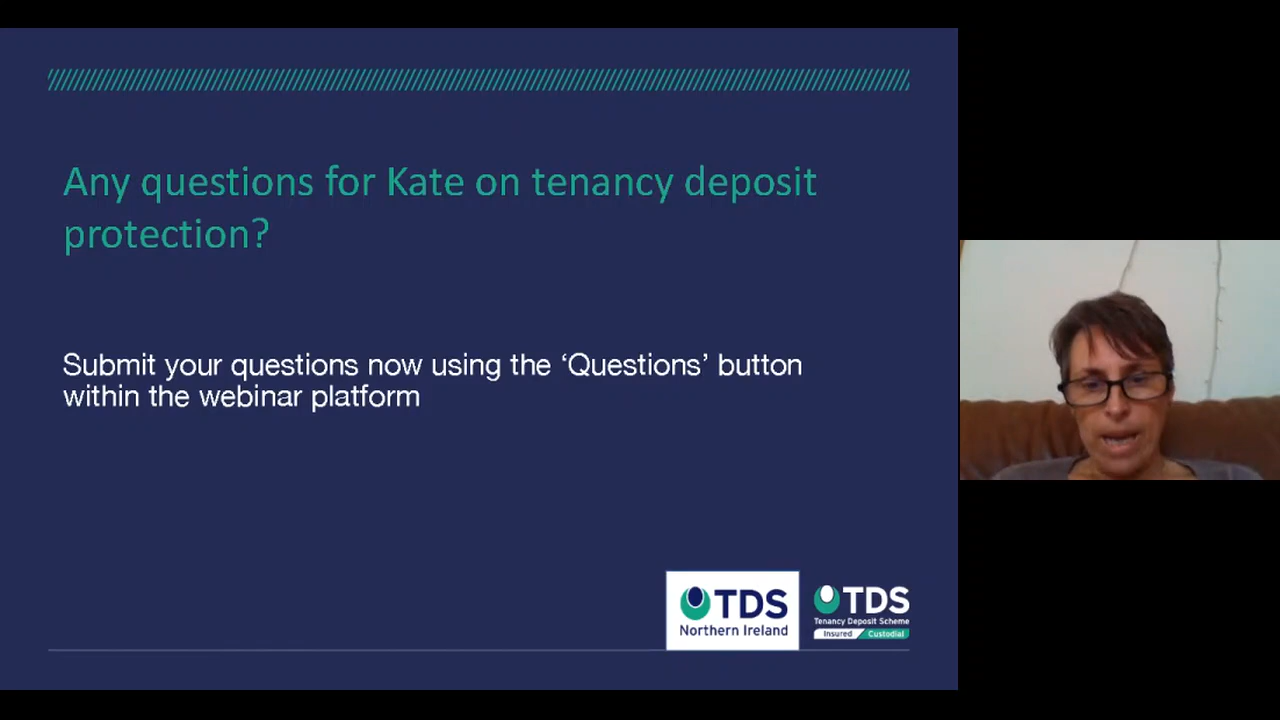 Any questions for Kate on tenancy deposit
protection?
Submit your questions now using the ‘Questions’ button
within the webinar platform
TDS
Northern Ireland
TDS
Tenancy Deposit Scheme
Insured Custodial